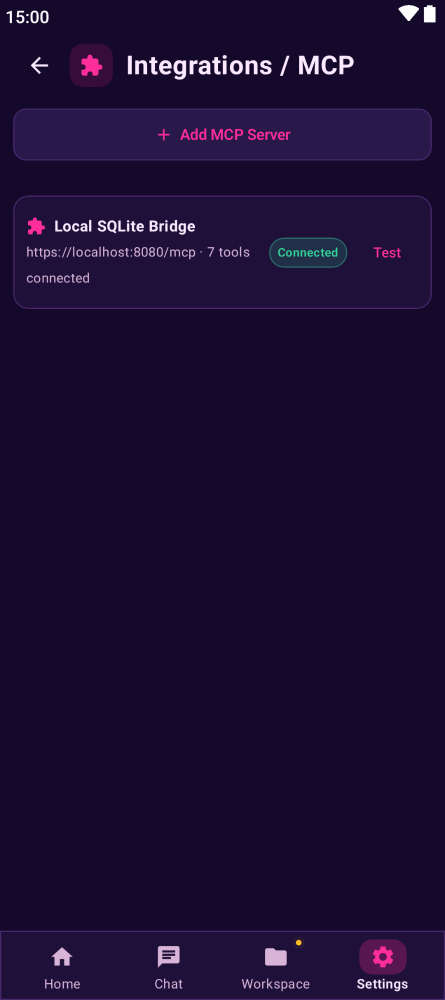 15:00
Integrations / MCP
+ Add MCP Server
Local SQLite Bridge
https://localhost:8080/mcp · 7 tools
connected
Connected
Test
Home
Chat
Workspace
Settings